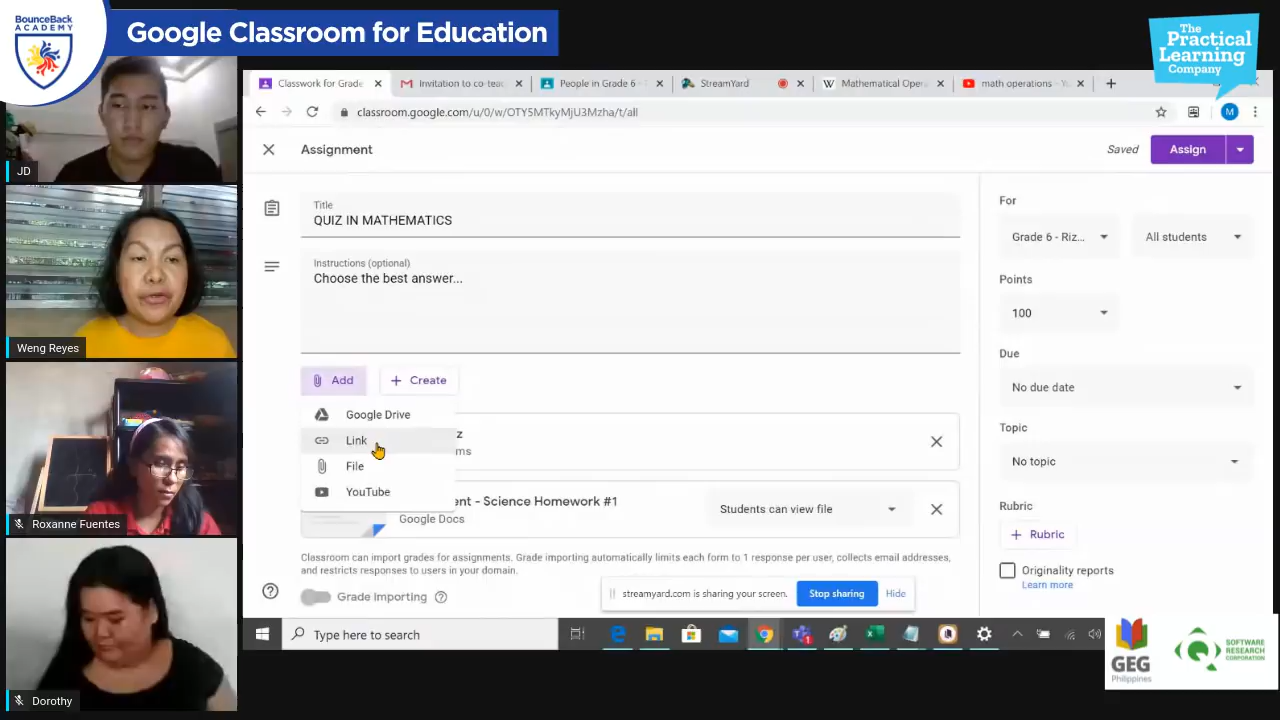 BounceBack
ACADEMY
Google Classroom for Education
The
Practical
Learning
Company
Classwork for Grade
Invitation to co-teac
People in Grade 6 -
StreamYard
Mathematical Oper
math operations -
classroom.google.com/u/0/w/OTY5MTkyMjU3Mzha/t/all
M
Assignment
Saved
Assign
Title
QUIZ IN MATHEMATICS
Instructions (optional)
Choose the best answer...
Add
Create
Google Drive
Link
File
YouTube
z
ms
ent - Science Homework #1
Google Docs
Students can view file
Classroom can import grades for assignments. Grade importing automatically limits each form to 1 response per user, collects email addresses,
and restricts responses to users in your domain.
Grade importing
For
Grade 6 - Riz...
All students
Points
100
Due
No due date
Topic
No topic
Rubric
Rubric
Originality reports
Learn more
streamyard.com is sharing your screen.
Stop sharing
Hide
Type here to search
JD
Weng Reyes
Roxanne Fuentes
Dorothy
GEG
Philippines
SOFTWARE
RESEARCH
CORPORATION